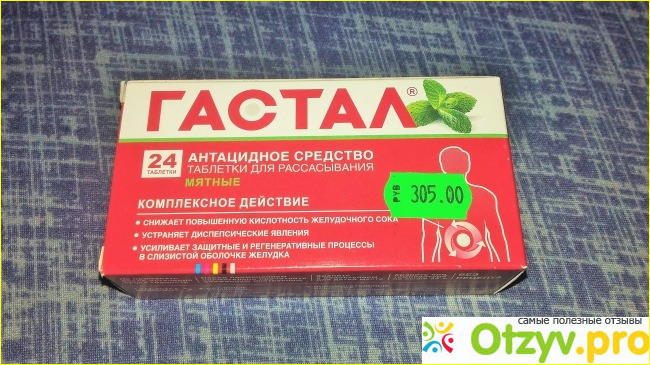 ГАСТАЛ®
24
ТАБЛЕТКИ
АНТАЦИДНОЕ СРЕДСТВО
ТАБЛЕТКИ ДЛЯ РАССАСЫВАНИЯ
МЯТНЫЕ
КОМПЛЕКСНОЕ ДЕЙСТВИЕ
РУБ 305.00
• СНИЖАЕТ ПОВЫШЕННУЮ КИСЛОТНОСТЬ ЖЕЛУДОЧНОГО СОКА
• УСТРАНЯЕТ ДИСПЕПСИЧЕСКИЕ ЯВЛЕНИЯ
• УСИЛИВАЕТ ЗАЩИТНЫЕ И РЕГЕНЕРАТИВНЫЕ ПРОЦЕССЫ
В СЛИЗИСТОЙ ОБОЛОЧКЕ ЖЕЛУДКА
самые полезные отзывы
Otzyv.pro